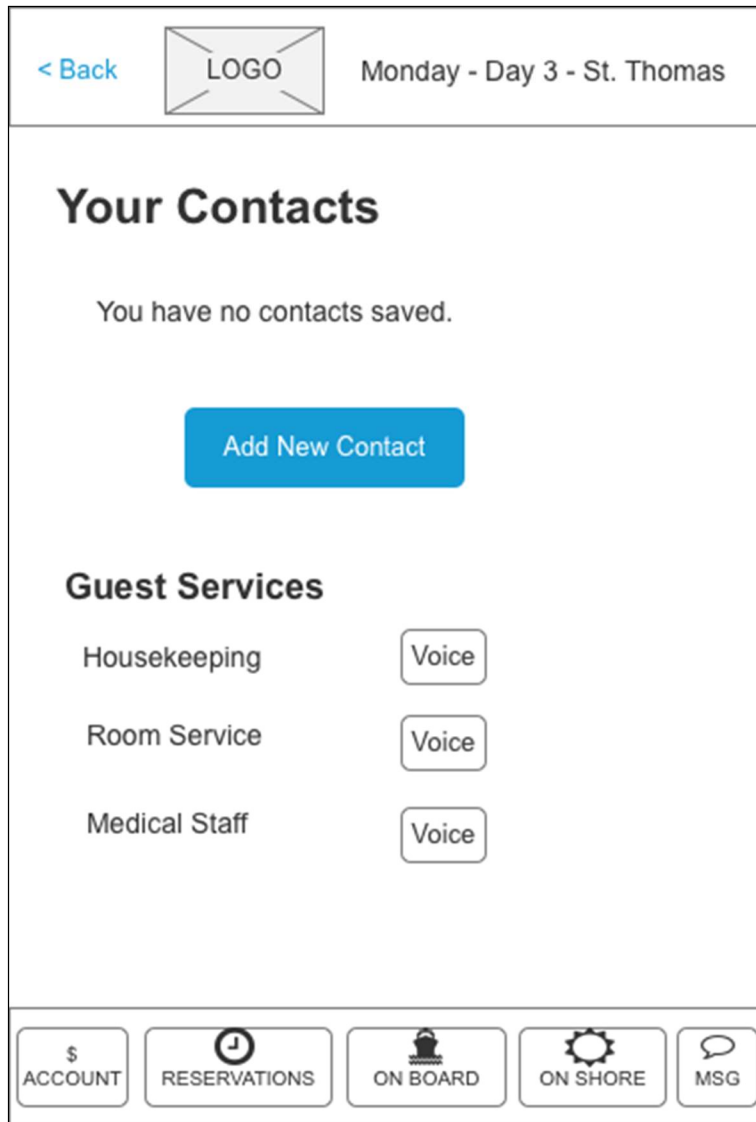 < Back
LOGO
Monday - Day 3 - St. Thomas
Your Contacts
You have no contacts saved.
Add New Contact
Guest Services
Housekeeping
Voice
Room Service
Voice
Medical Staff
Voice
$
ACCOUNT
RESERVATIONS
ON BOARD
ON SHORE
MSG